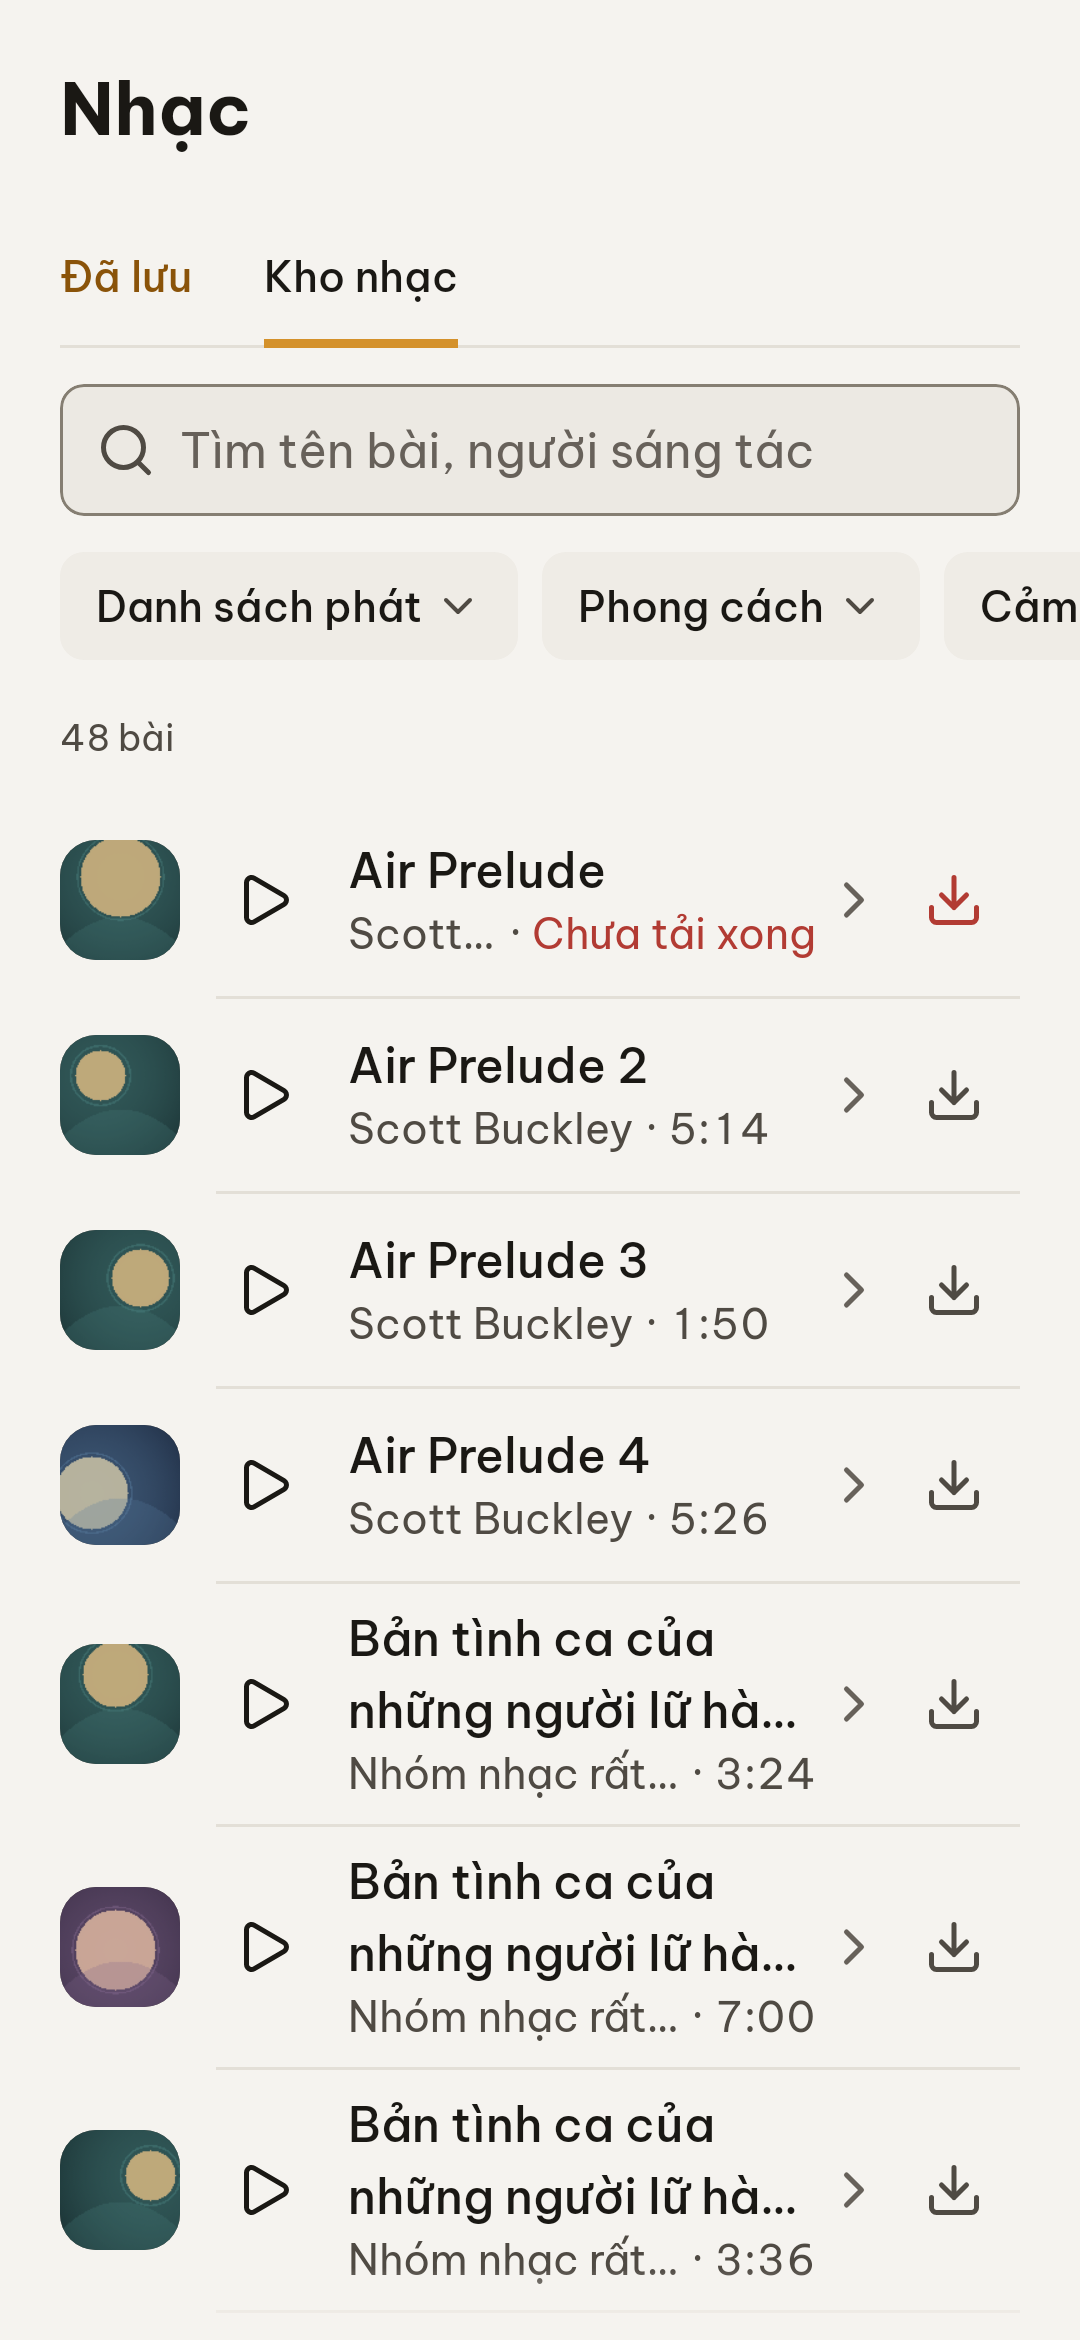 Nhạc
Đã lưu
Kho nhạc
Tìm tên bài, người sáng tác
Danh sách phát
Phong cách
Cảm
48 bài
Air Prelude
Scott... · Chưa tải xong
Air Prelude 2
Scott Buckley · 5:14
Air Prelude 3
Scott Buckley · 1:50
Air Prelude 4
Scott Buckley · 5:26
Bản tình ca của
những người lữ hà...
Nhóm nhạc rất... · 3:24
Bản tình ca của
những người lữ hà...
Nhóm nhạc rất... · 7:00
Bản tình ca của
những người lữ hà...
Nhóm nhạc rất... · 3:36